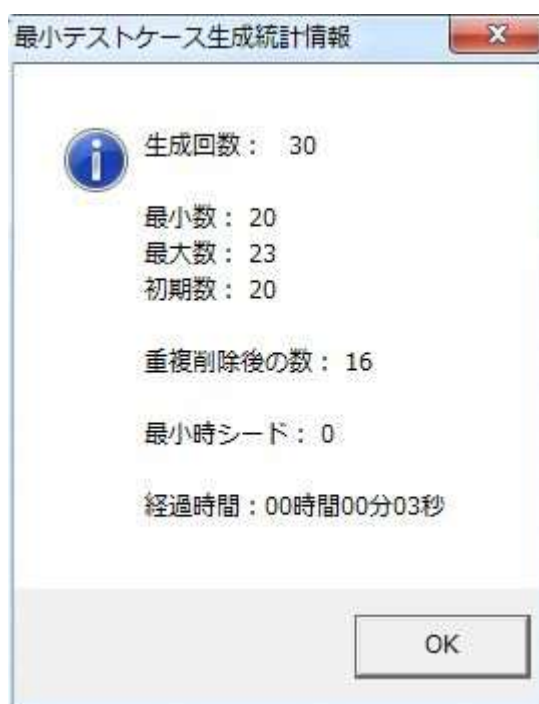 最小テストケース生成統計情報
生成回数： 30
最小数：20
最大数：23
初期数：20
重複削除後の数：16
最小時シード：0
経過時間：00時間00分03秒
OK